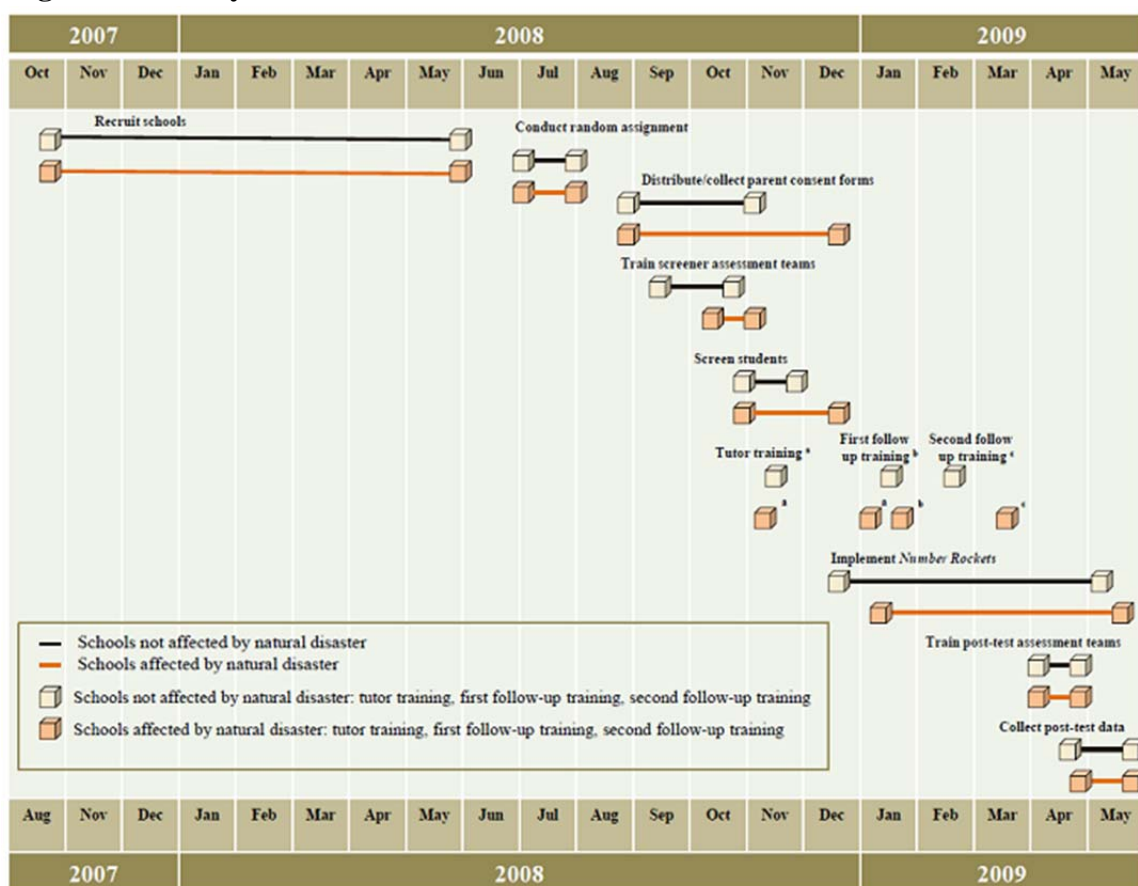 2007 2008 2009
Oct Nov Dec Jan Feb Mar Apr May Jun Jul Aug Sep Oct Nov Dec Jan Feb Mar Apr May
Recruit schools
Conduct random assignment
Distribute/collect parent consent forms
Train screener assessment teams
Screen students
Tutor training a
First follow
up training b
Second follow
up training c
a a b c
Implement Number Rockets
Train post-test assessment teams
Collect post-test data
Schools not affected by natural disaster
Schools affected by natural disaster
Schools not affected by natural disaster: tutor training, first follow-up training, second follow-up training
Schools affected by natural disaster: tutor training, first follow-up training, second follow-up training
Aug Nov Dec Jan Feb Mar Apr May Jun Jul Aug Sep Oct Nov Dec Jan Feb Mar Apr May
2007 2008 2009